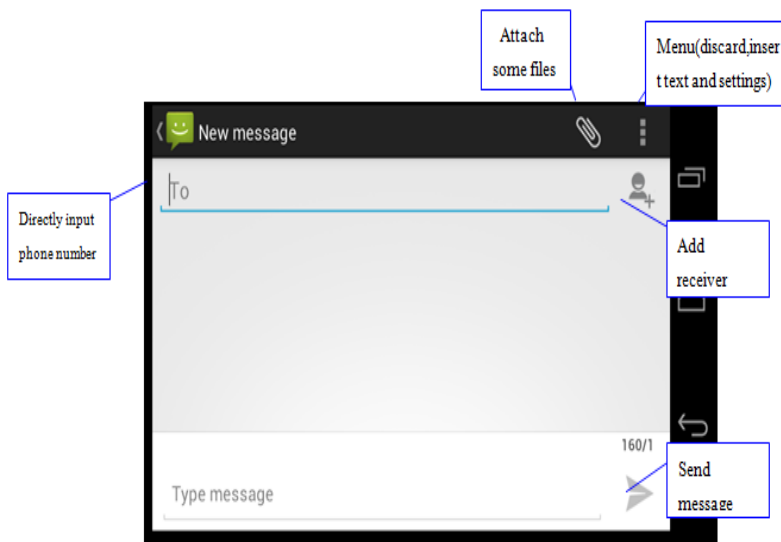 Attach
some files
Menu(discard,inser
t text and settings)
New message
To
Directly input
phone number
Add
receiver
160/1
Type message
Send
message